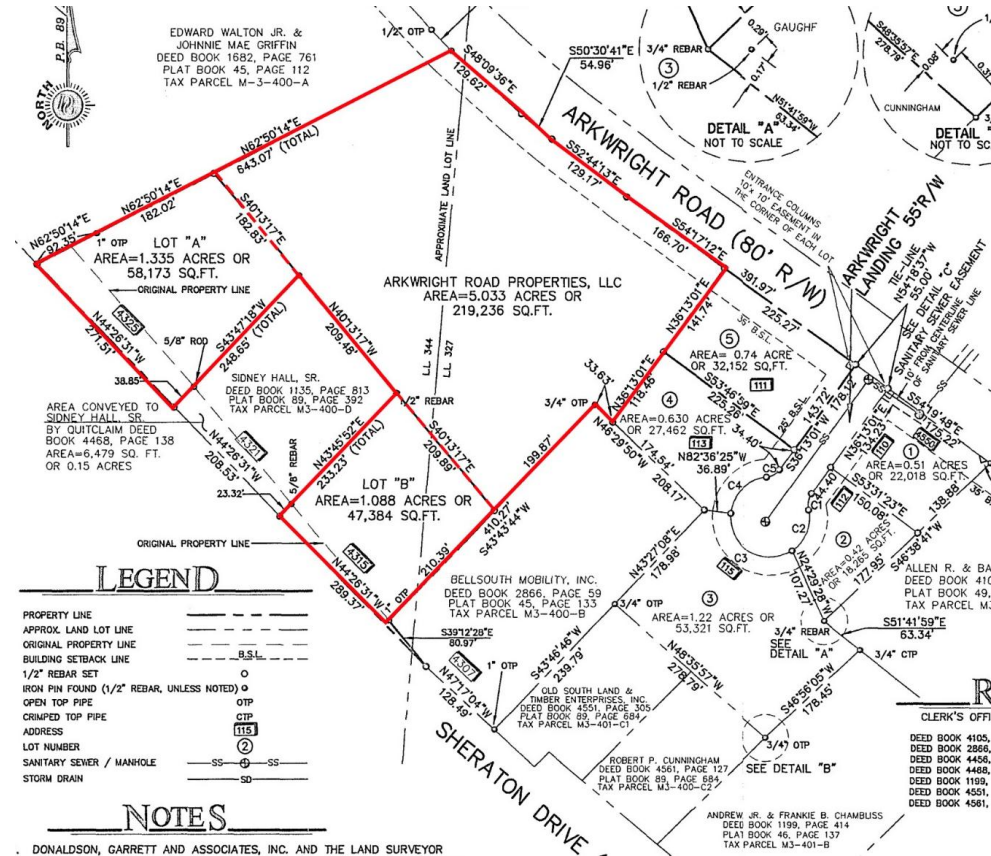 P.B. 89
NORTH
EDWARD WALTON JR. &
JOHNNIE MAE GRIFFIN
DEED BOOK 1682, PAGE 761
PLAT BOOK 45, PAGE 112
TAX PARCEL M-3-400-A
1/2" OTP
S48°09'36"E
129.62'
S50°30'41"E
54.96'
3/4" REBAR
GAUGHF
0.29'
0.17'
3
1/2" REBAR
N51°41'59"W
63.34'
DETAIL "A"
NOT TO SCALE
S48°35'57"E
278.79'
0.08'
CUNNINGHAM
DETAIL "
NOT TO SC
N62°50'14"E
643.07' (TOTAL)
N62°50'14"E
182.02'
N62°50'14"E
92.35'
1" OTP
S40°13'17"E
182.83'
LOT "A"
AREA=1.335 ACRES OR
58,173 SQ.FT.
ORIGINAL PROPERTY LINE
4325
N44°26'31"W
271.51'
5/8" ROD
S43°47'18"W
248.65' (TOTAL)
38.85'
APPROXIMATE LAND LOT LINE
LL 344
LL 327
S52°44'13"E
129.17'
ARKWRIGHT ROAD (80' R/W)
S54°17'12"E
166.70'
ENTRANCE COLUMNS
10'x 10' EASEMENT IN
THE CORNER OF EACH LOT
ARKWRIGHT
LANDING 55'R/W
TIE-LINE
N54°18'37"W
55.00'
SEE DETAIL "C"
SANITARY SEWER EASEMENT
10' FROM CENTERLINE
OF SANITARY SEWER LINE
ARKWRIGHT ROAD PROPERTIES, LLC
AREA=5.033 ACRES OR
219,236 SQ.FT.
N36°13'01"E
141.74'
391.97'
225.27'
36' B.S.L.
5
AREA= 0.74 ACRE
OR 32,152 SQ.FT.
111
N40°13'17"W
209.48'
SIDNEY HALL, SR.
DEED BOOK 1135, PAGE 813
PLAT BOOK 89, PAGE 392
TAX PARCEL M3-400-D
1/2" REBAR
33.63'
3/4" OTP
N36°13'01"E
118.46'
S53°46'59"E
225.26'
4
AREA=0.630 ACRES
OR 27,462 SQ.FT.
113
34.40'
N82°36'25"W
36.89'
AREA CONVEYED TO
SIDNEY HALL, SR.
BY QUITCLAIM DEED
BOOK 4468, PAGE 138
AREA=6,479 SQ. FT.
OR 0.15 ACRES
4321
N44°26'31"W
208.53'
5/8" REBAR
N43°45'52"E
233.23' (TOTAL)
S40°13'17"E
209.89'
199.87'
N46°29'50"W
174.54'
208.17'
S54°19'48"E
175.22'
A550
110
1
AREA=0.51 ACRES
OR 22,018 SQ.FT.
23.32'
LOT "B"
AREA=1.088 ACRES OR
47,384 SQ.FT.
C5
C4
C3
C2
C1
44.40'
112
S53°31'23"E
150.08'
138.88'
ORIGINAL PROPERTY LINE
4315
N44°26'31"W
289.37'
410.27'
S43°43'44"W
210.39'
1" OTP
115
2
AREA=0.42 ACRES
OR 18,265 SQ.FT.
177.95'
S46°38'41"W
N24°29'28"W
107.27'
N43°27'08"E
178.98'
BELLSOUTH MOBILITY, INC.
DEED BOOK 2866, PAGE 59
PLAT BOOK 45, PAGE 133
TAX PARCEL M3-400-B
3/4" OTP
3
AREA=1.22 ACRES OR
53,321 SQ.FT.
3/4" REBAR
SEE
DETAIL "A"
S51°41'59"E
63.34'
3/4" CTP
ALLEN R. & BA
DEED BOOK 410
PLAT BOOK 49,
TAX PARCEL M3
S39°12'28"E
80.97'
4307
1" OTP
N47°17'04"W
128.49'
S43°46'46"W
239.79'
N48°35'57"W
278.79'
S46°56'05"W
178.45'
OLD SOUTH LAND &
TIMBER ENTERPRISES, INC.
DEED BOOK 4551, PAGE 305
PLAT BOOK 89, PAGE 684
TAX PARCEL M3-401-C1
3/4" OTP
SEE DETAIL "B"
ROBERT P. CUNNINGHAM
DEED BOOK 4561, PAGE 127
PLAT BOOK 89, PAGE 684
TAX PARCEL M3-400-C2
SHERATON DRIVE
ANDREW JR. & FRANKIE B. CHAMBLISS
DEED BOOK 1199, PAGE 414
PLAT BOOK 46, PAGE 137
TAX PARCEL M3-401-B
R
CLERK'S OFFI
DEED BOOK 4105,
DEED BOOK 2866,
DEED BOOK 4456,
DEED BOOK 4468,
DEED BOOK 1199,
DEED BOOK 4551,
DEED BOOK 4561,
LEGEND
PROPERTY LINE
APPROX. LAND LOT LINE
ORIGINAL PROPERTY LINE
BUILDING SETBACK LINE B.S.L.
1/2" REBAR SET
IRON PIN FOUND (1/2" REBAR, UNLESS NOTED)
OPEN TOP PIPE OTP
CRIMPED TOP PIPE CTP
ADDRESS 115
LOT NUMBER 2
SANITARY SEWER / MANHOLE SS SS
STORM DRAIN SD
NOTES
. DONALDSON, GARRETT AND ASSOCIATES, INC. AND THE LAND SURVEYOR